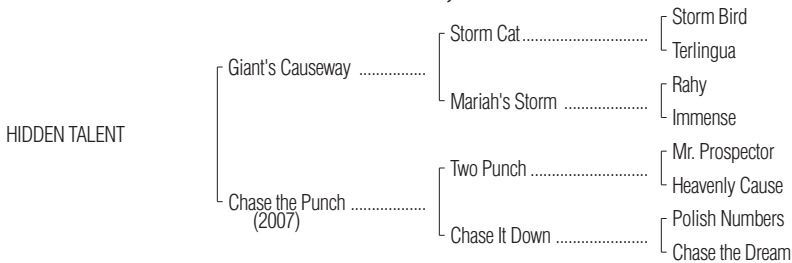 Storm Bird
Storm Cat..............................
Terlingua
Giant's Causeway ................
Rahy
Mariah's Storm ....................
Immense
HIDDEN TALENT
Mr. Prospector
Two Punch ............................
Heavenly Cause
Chase the Punch ..................
(2007)
Polish Numbers
Chase It Down ......................
Chase the Dream